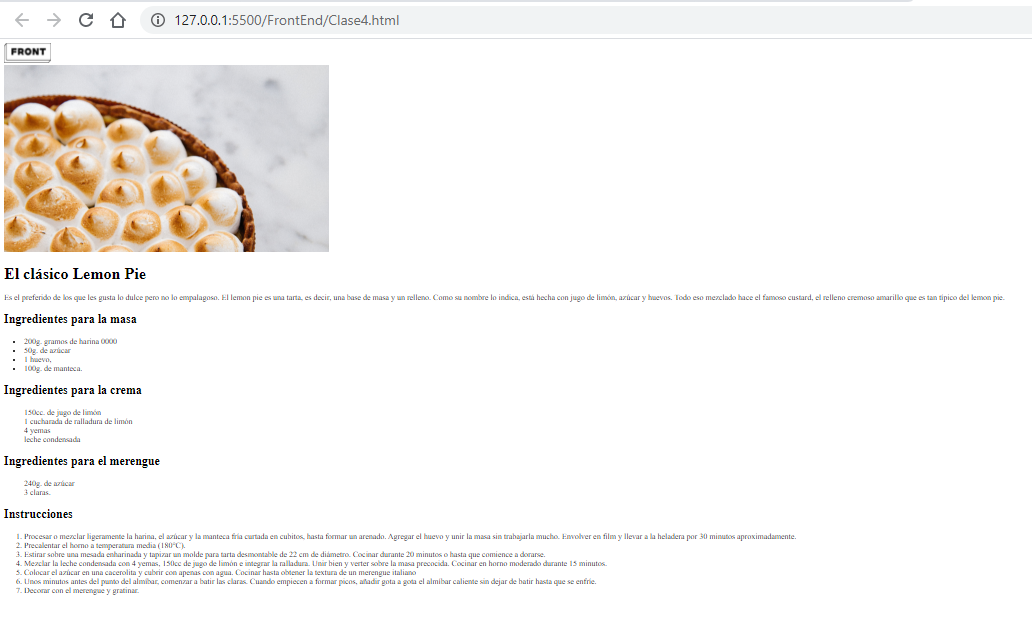 127.0.0.1:5500/FrontEnd/Clase4.html
FRONT
El clásico Lemon Pie
Es el preferido de los que les gusta lo dulce pero no lo empalagoso. El lemon pie es una tarta, es decir, una base de masa y un relleno. Como su nombre lo indica, está hecha con jugo de limón, azúcar y huevos. Todo eso mezclado hace el famoso custard, el relleno cremoso amarillo que es tan típico del lemon pie.
Ingredientes para la masa
• 200g. gramos de harina 0000
• 50g. de azúcar
• 1 huevo,
• 100g. de manteca.
Ingredientes para la crema
150cc. de jugo de limón
1 cucharada de ralladura de limón
4 yemas
leche condensada
Ingredientes para el merengue
240g. de azúcar
3 claras.
Instrucciones
1. Procesar o mezclar ligeramente la harina, el azúcar y la manteca fría curtada en cubitos, hasta formar un arenado. Agregar el huevo y unir la masa sin trabajarla mucho. Envolver en film y llevar a la heladera por 30 minutos aproximadamente.
2. Precalentar el horno a temperatura media (180°C).
3. Estirar sobre una mesada enharinada y tapizar un molde para tarta desmontable de 22 cm de diámetro. Cocinar durante 20 minutos o hasta que comience a dorarse.
4. Mezclar la leche condensada con 4 yemas, 150cc de jugo de limón e integrar la ralladura. Unir bien y verter sobre la masa precocida. Cocinar en horno moderado durante 15 minutos.
5. Colocar el azúcar en una cacerolita y cubrir con apenas con agua. Cocinar hasta obtener la textura de un merengue italiano
6. Unos minutos antes del punto del almíbar, comenzar a batir las claras. Cuando empiecen a formar picos, añadir gota a gota el almíbar caliente sin dejar de batir hasta que se enfríe.
7. Decorar con el merengue y gratinar.